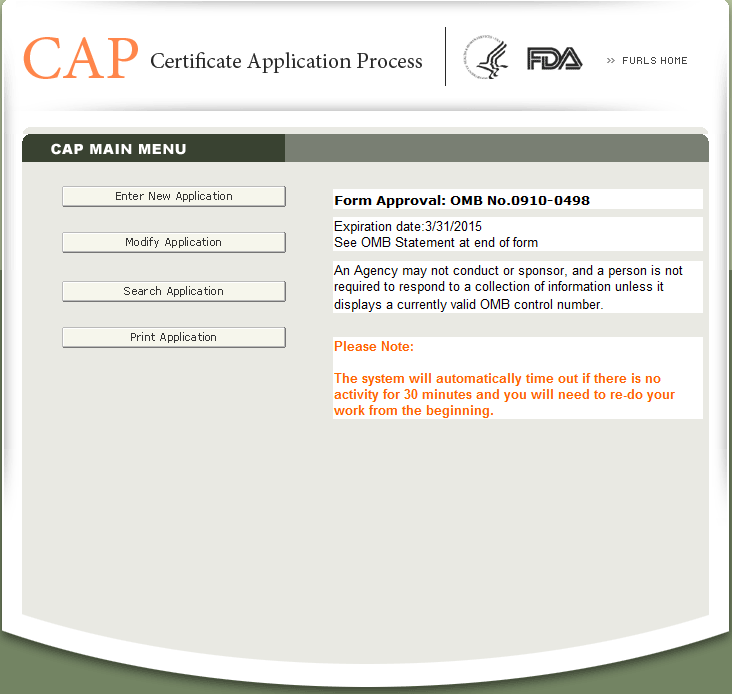 CAP Certificate Application Process
FDA
>> FURLS HOME
CAP MAIN MENU
Enter New Application
Modify Application
Search Application
Print Application
Form Approval: OMB No.0910-0498
Expiration date:3/31/2015
See OMB Statement at end of form
An Agency may not conduct or sponsor, and a person is not
required to respond to a collection of information unless it
displays a currently valid OMB control number.
Please Note:
The system will automatically time out if there is no
activity for 30 minutes and you will need to re-do your
work from the beginning.